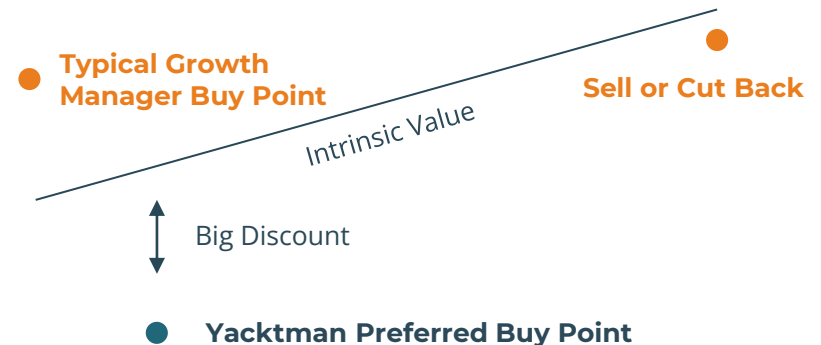 Typical Growth
Manager Buy Point
Sell or Cut Back
Intrinsic Value
Big Discount
Yacktman Preferred Buy Point